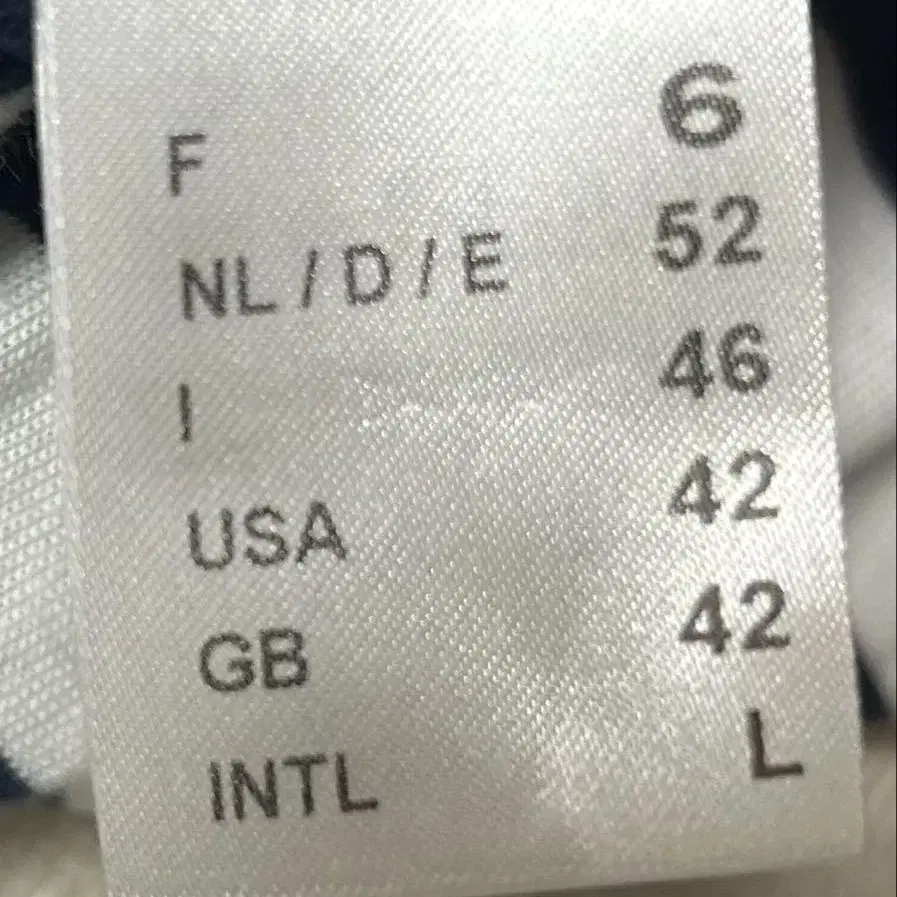 F 6
NL / D / E 52
I 46
USA 42
GB 42
INTL L